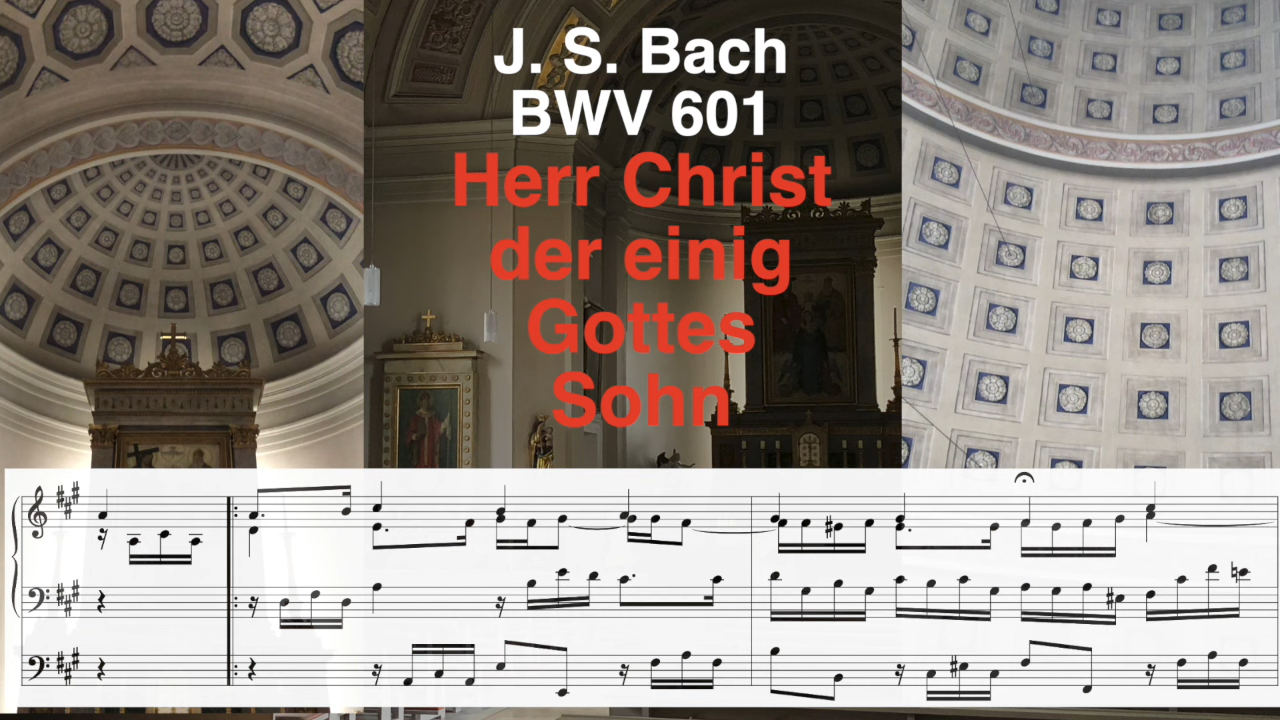 J. S. Bach
BWV 601
Herr Christ
der einig
Gottes
Sohn